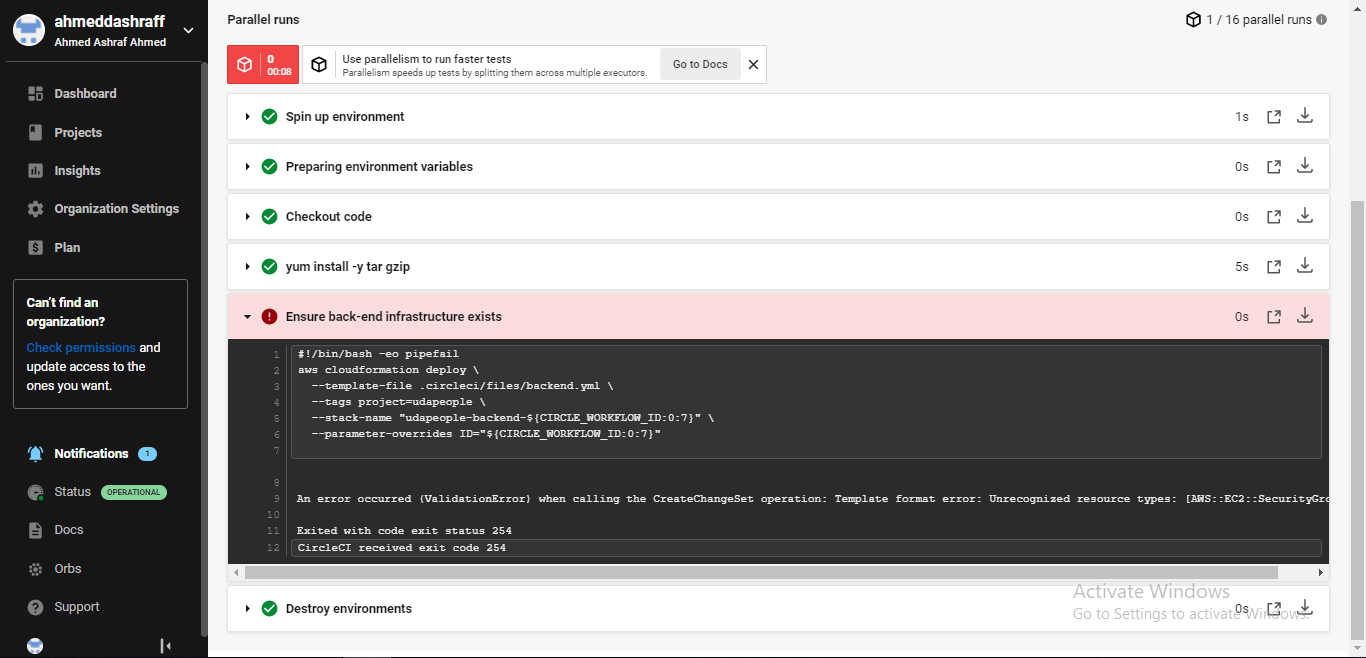 ahmeddashraff
Ahmed Ashraf Ahmed
Dashboard
Projects
Insights
Organization Settings
Plan
Can't find an
organization?
Check permissions and
update access to the
ones you want.
Notifications 1
Status OPERATIONAL
Docs
Orbs
Support
Parallel runs
1 / 16 parallel runs
0
00:08
Use parallelism to run faster tests
Parallelism speeds up tests by splitting them across multiple executors.
Go to Docs
Spin up environment 1s
Preparing environment variables 0s
Checkout code 0s
yum install -y tar gzip 5s
Ensure back-end infrastructure exists 0s
1 #!/bin/bash -eo pipefail
2 aws cloudformation deploy \
3 --template-file .circleci/files/backend.yml \
4 --tags project=udapeople \
5 --stack-name "udapeople-backend-${CIRCLE_WORKFLOW_ID:0:7}" \
6 --parameter-overrides ID="${CIRCLE_WORKFLOW_ID:0:7}"
7
8
9 An error occurred (ValidationError) when calling the CreateChangeSet operation: Template format error: Unrecognized resource types: [AWS::EC2::SecurityGro
10
11 Exited with code exit status 254
12 CircleCI received exit code 254
Destroy environments 0s
Activate Windows
Go to Settings to activate Windows.